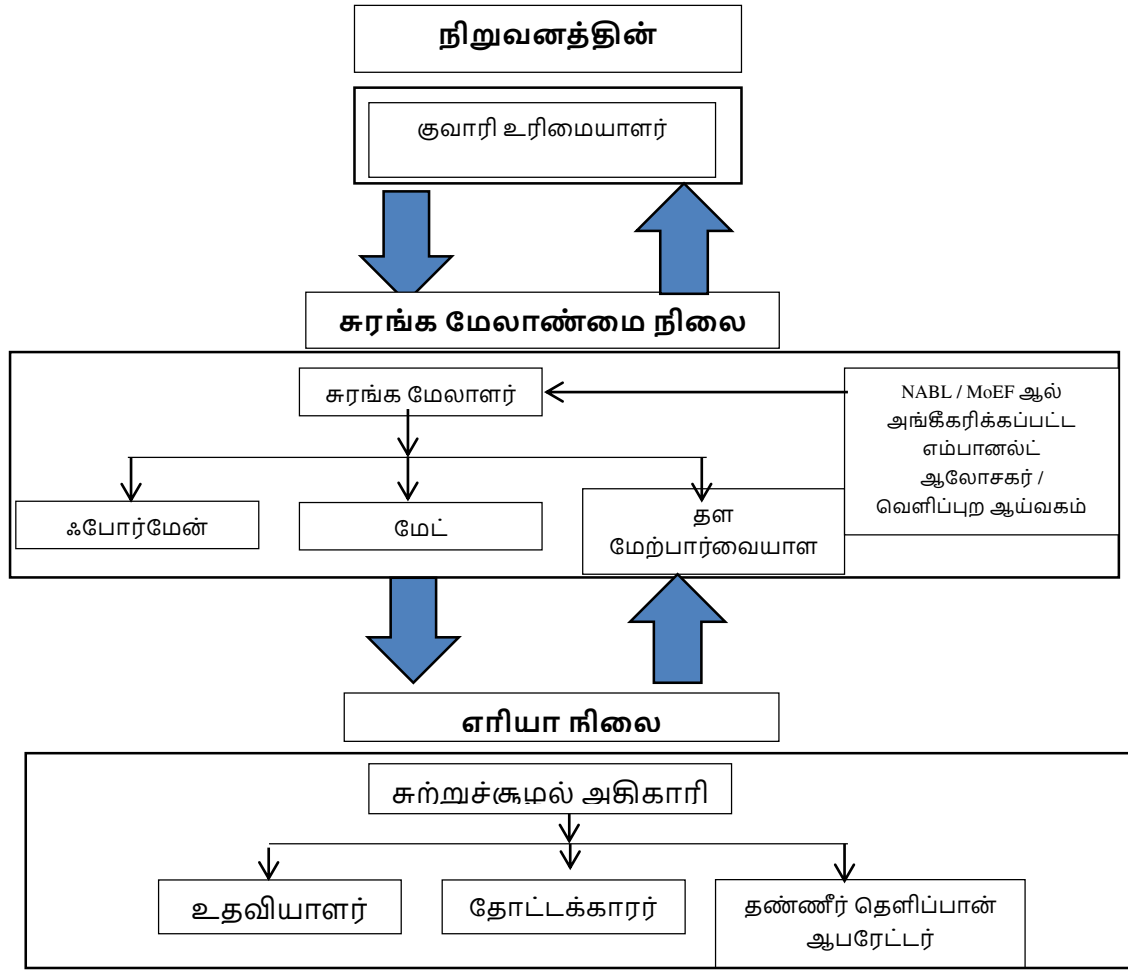 நிறுவனத்தின்
குவாரி உரிமையாளர்
சுரங்க மேலாண்மை நிலை
சுரங்க மேலாளர்
NABL / MoEF ஆல்
அங்கீகரிக்கப்பட்ட
எம்பானல்ட்
ஆலோசகர் /
வெளிப்புற ஆய்வகம்
ஃபோர்மேன்
மேட்
தள
மேற்பார்வையாள
எரியா நிலை
சுற்றுச்சூழல் அதிகாரி
உதவியாளர்
தோட்டக்காரர்
தண்ணீர் தெளிப்பான்
ஆபரேட்டர்